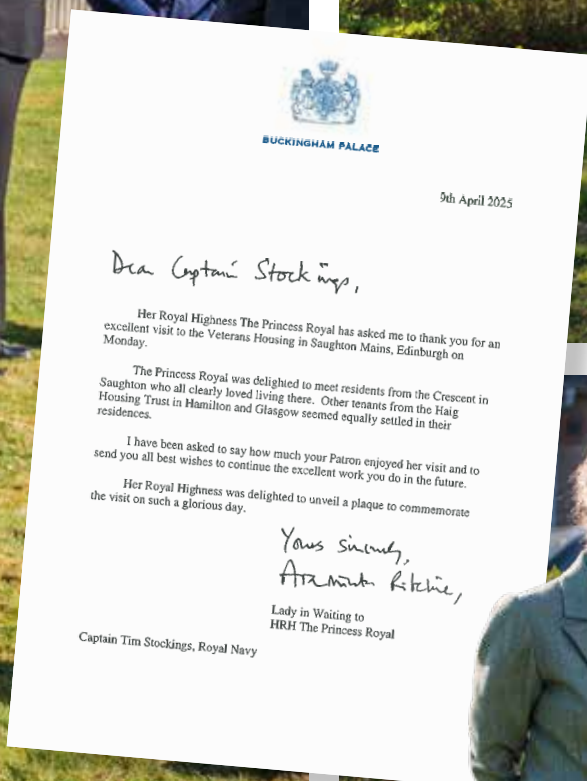 BUCKINGHAM PALACE
9th April 2025
Dear Captain Stockings,
Her Royal Highness The Princess Royal has asked me to thank you for an
excellent visit to the Veterans Housing in Saughton Mains, Edinburgh on
Monday.
The Princess Royal was delighted to meet residents from the Crescent in
Saughton who all clearly loved living there. Other tenants from the Haig
Housing Trust in Hamilton and Glasgow seemed equally settled in their
residences.
I have been asked to say how much your Patron enjoyed her visit and to
send you all best wishes to continue the excellent work you do in the future.
Her Royal Highness was delighted to unveil a plaque to commemorate
the visit on such a glorious day.
Yours sincerely,
Araminta Ritchie,
Lady in Waiting to
HRH The Princess Royal
Captain Tim Stockings, Royal Navy